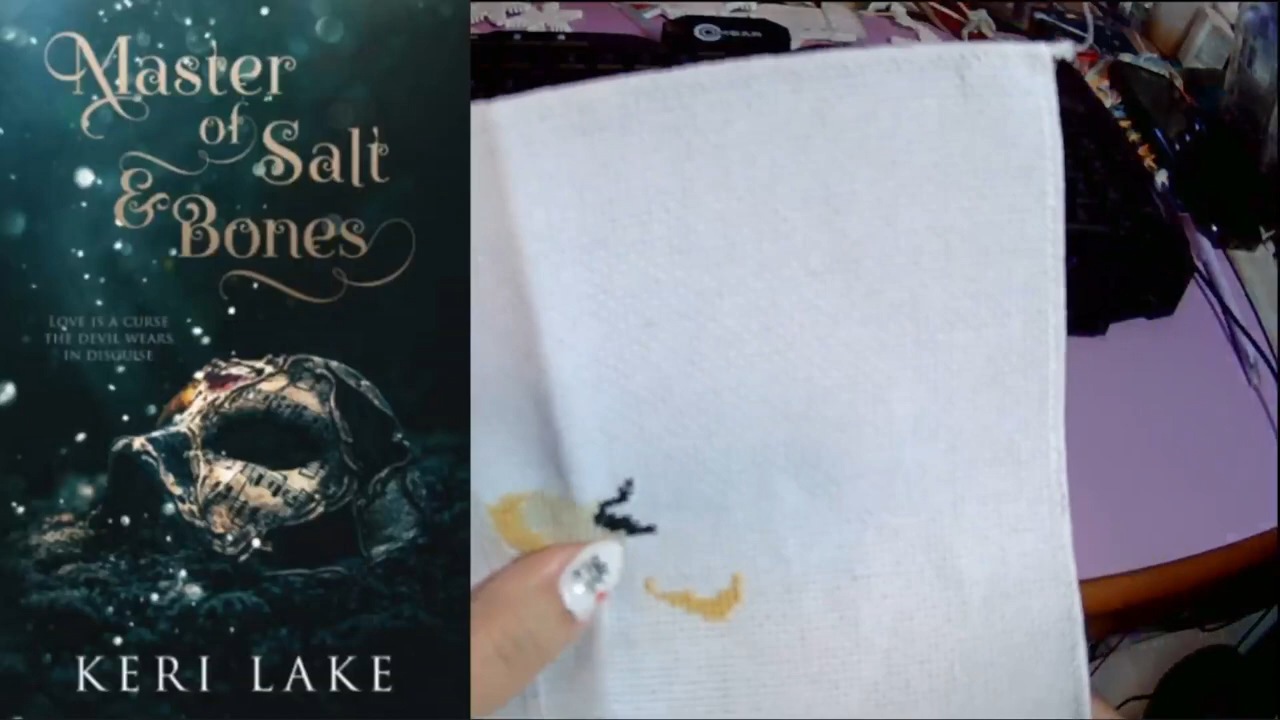 Master
of
Salt
& Bones
LOVE IS A CURSE
THE DEVIL WEARS
IN DISGUISE
KERI LAKE